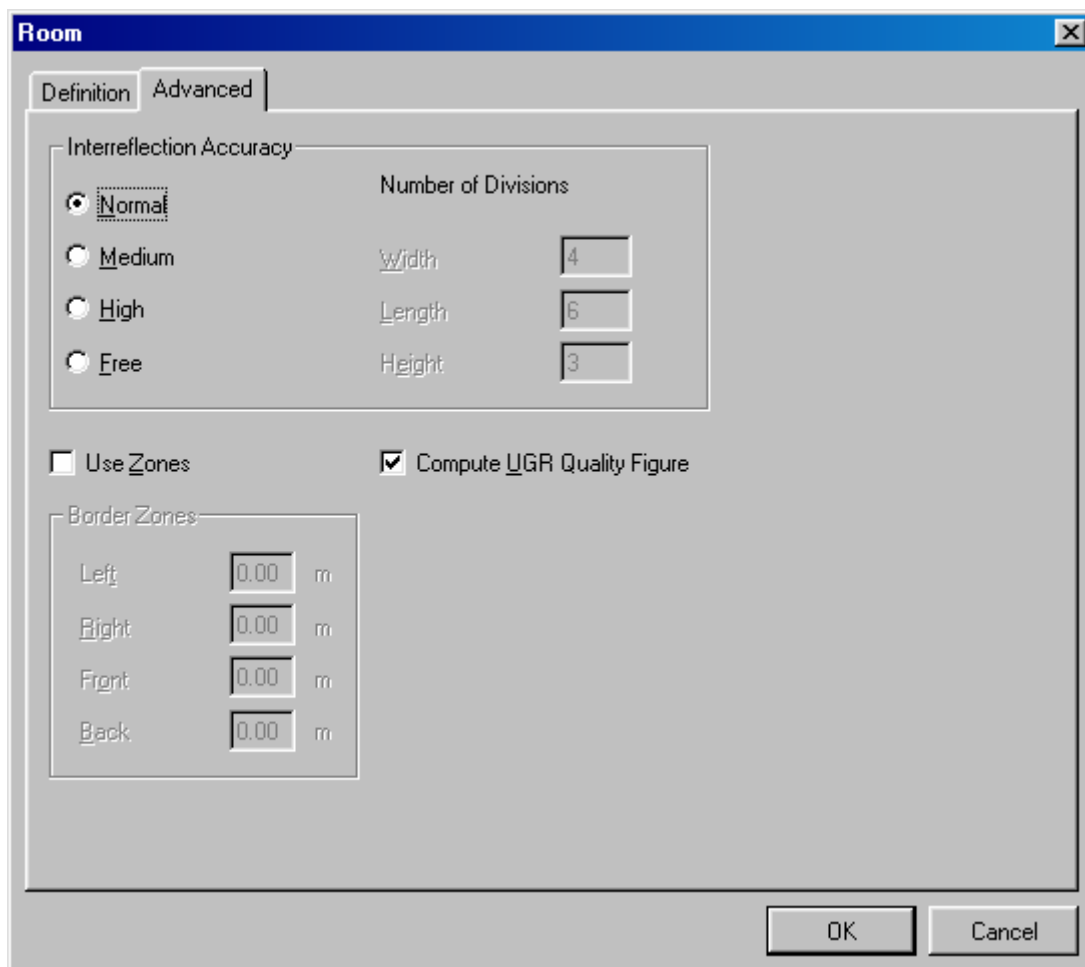 Room
Definition
Advanced
Interreflection Accuracy
Number of Divisions
Normal
Medium
Width 4
High
Length 6
Free
Height 3
Use Zones
Compute UGR Quality Figure
Border Zones
Left 0.00 m
Right 0.00 m
Front 0.00 m
Back 0.00 m
OK
Cancel